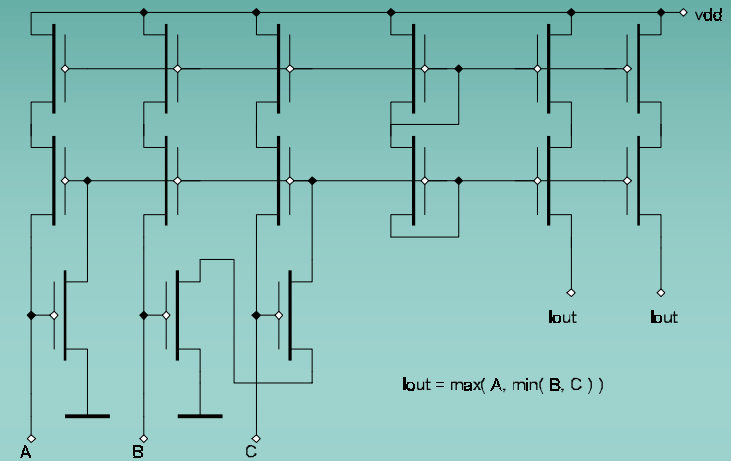 vdd
Iout Iout
Iout = max( A, min( B, C ) )
A B C